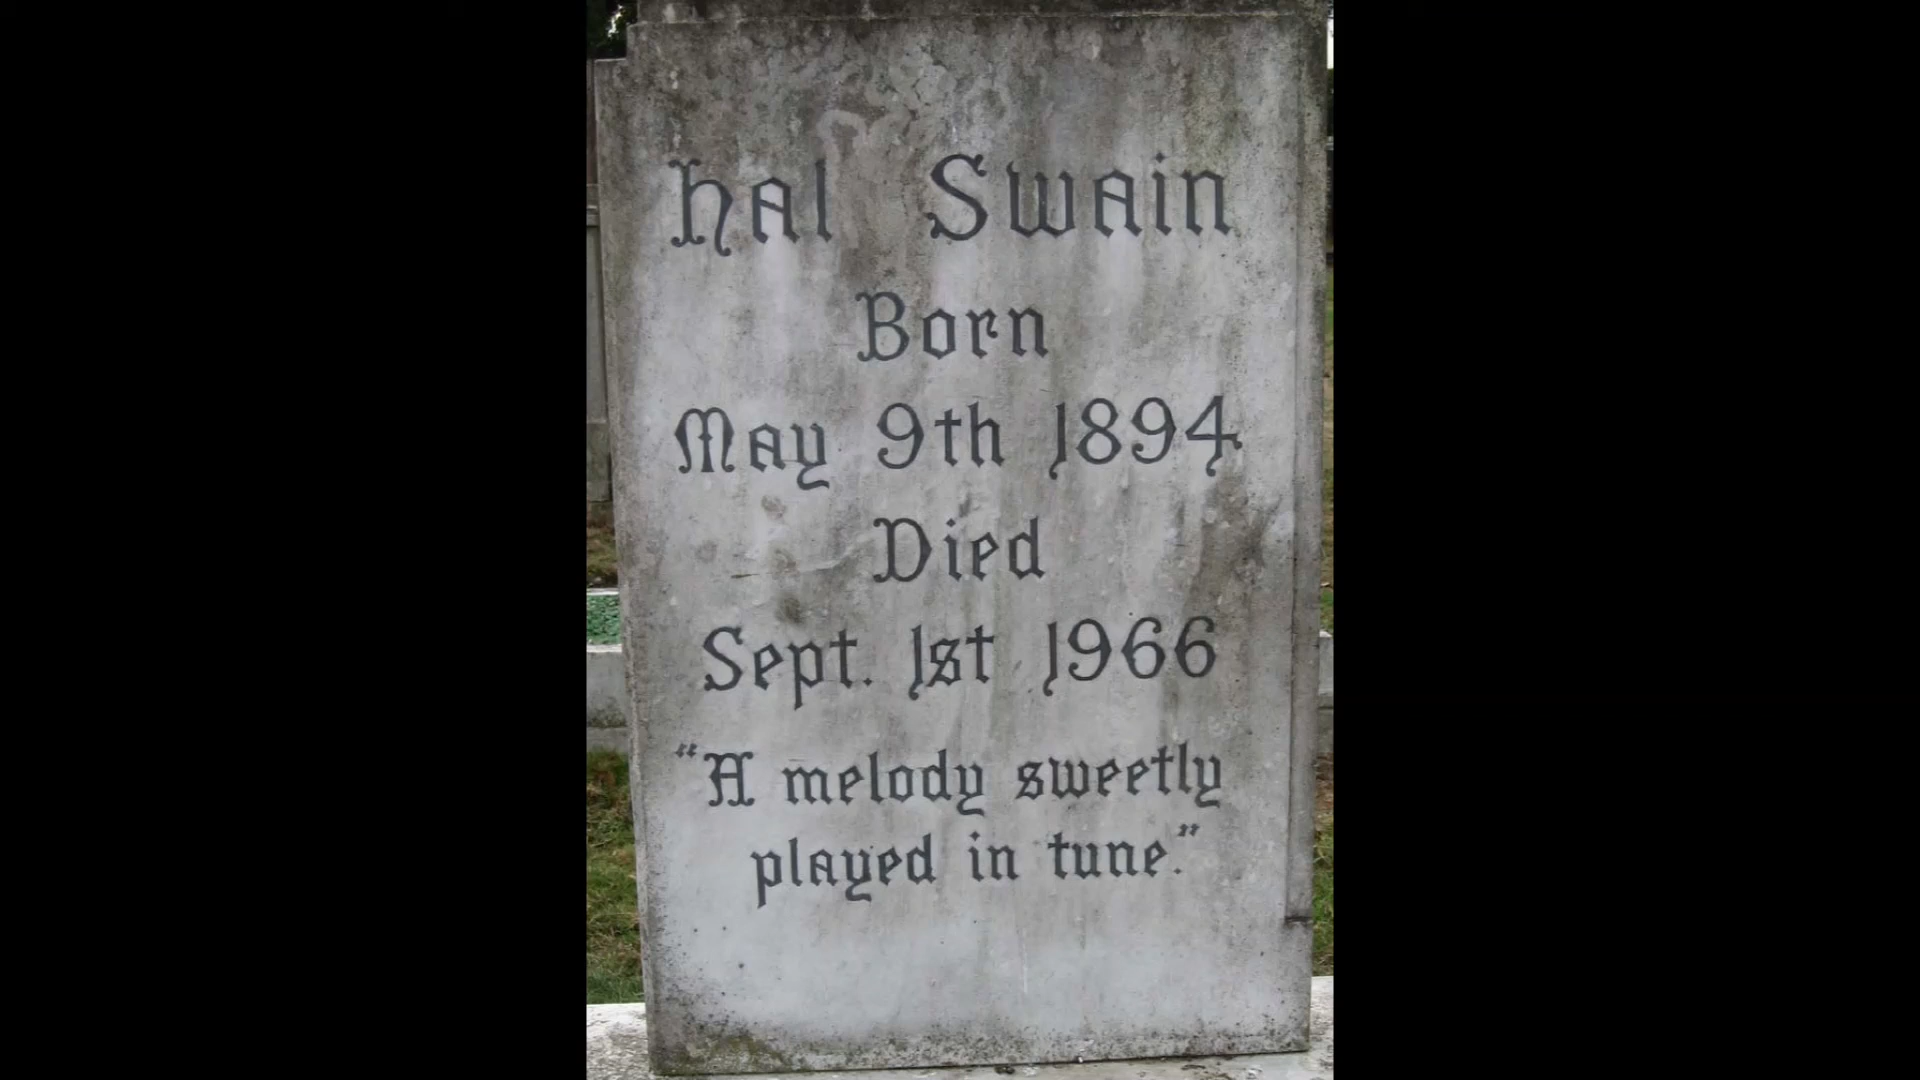 Hal Swain
Born
May 9th 1894
Died
Sept. 1st 1966
"A melody sweetly
played in tune."